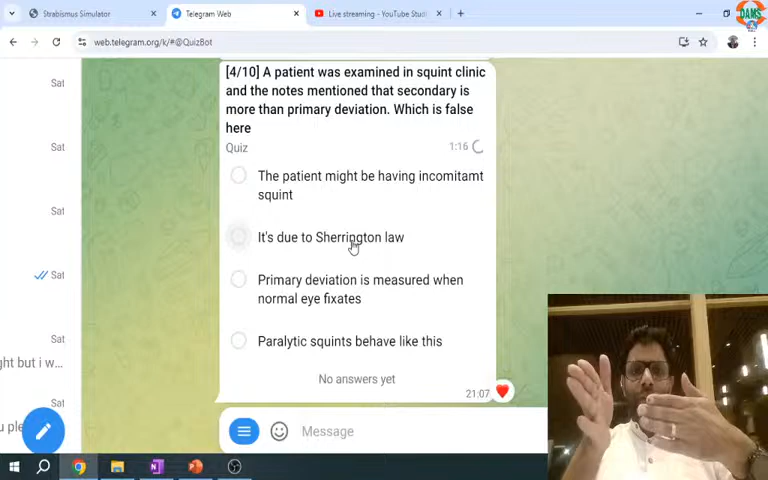 Strabismus Simulator
Telegram Web
Live streaming - YouTube Studi
DAMS
web.telegram.org/k/#@QuizBot
Sat
Sat
Sat
Sat
Sat
Sat
ght but i w...
u ple
[4/10] A patient was examined in squint clinic
and the notes mentioned that secondary is
more than primary deviation. Which is false
here
Quiz
1:16
The patient might be having incomitamt
squint
It's due to Sherrington law
Primary deviation is measured when
normal eye fixates
Paralytic squints behave like this
No answers yet
21:07
Message